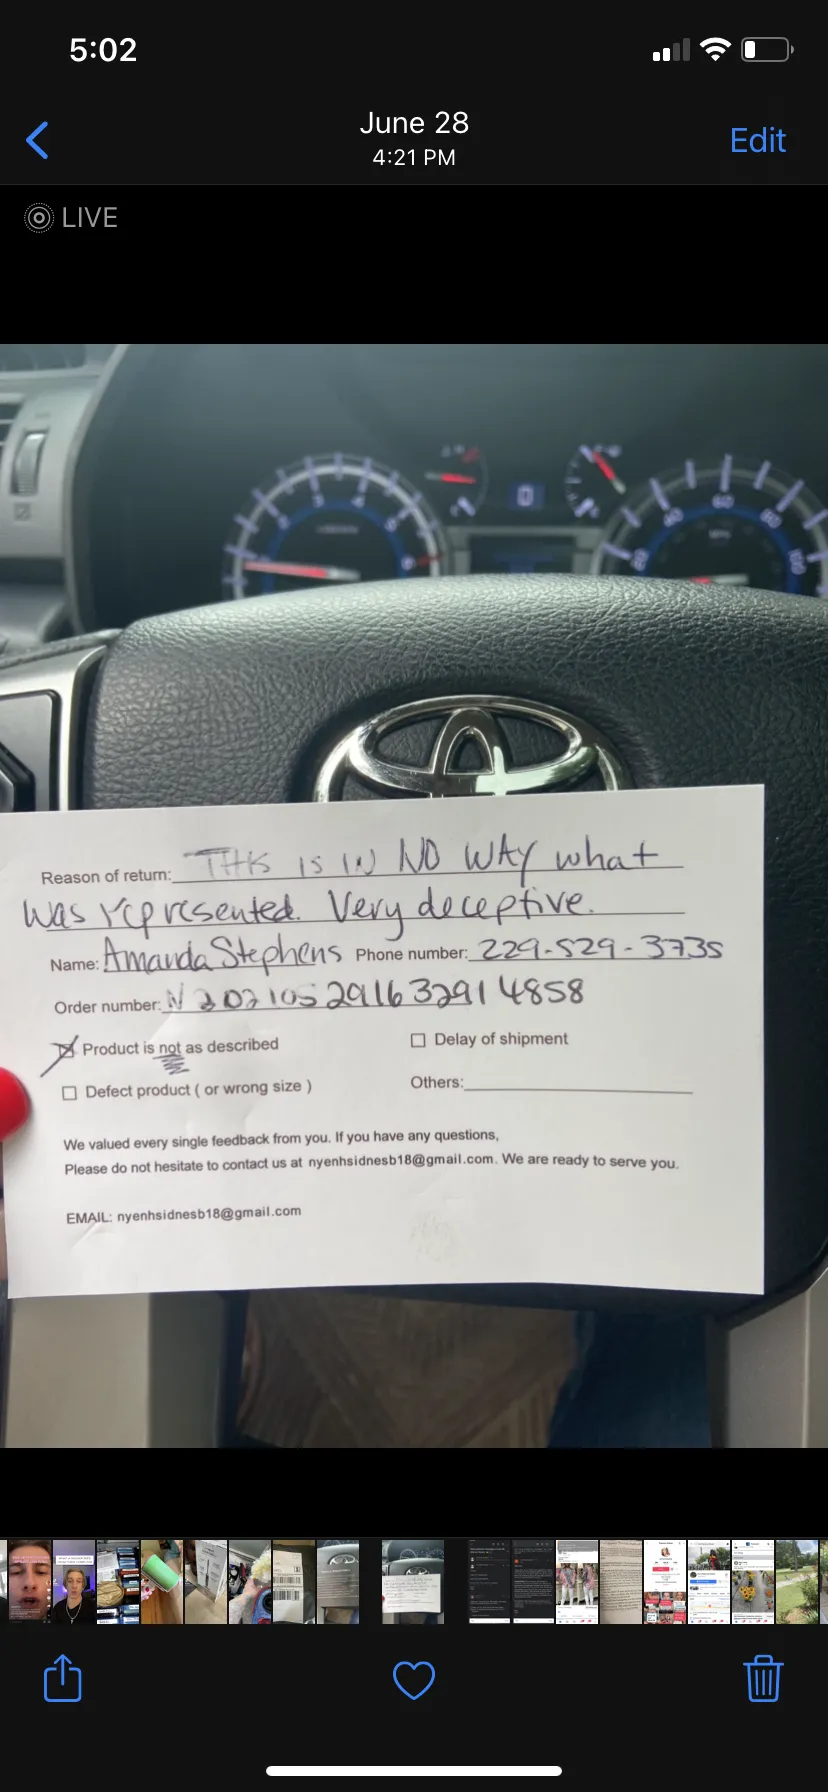 5:02
June 28
4:21 PM
Edit
LIVE
Reason of return: THIS IS IN NO WAY what
was represented. Very deceptive.
Name: Amanda Stephens Phone number: 229-529-3735
Order number: N202105291632914858
Product is not as described
Delay of shipment
Defect product ( or wrong size )
Others:
We valued every single feedback from you. If you have any questions,
Please do not hesitate to contact us at nyenhsidnesb18@gmail.com. We are ready to serve you.
EMAIL: nyenhsidnesb18@gmail.com